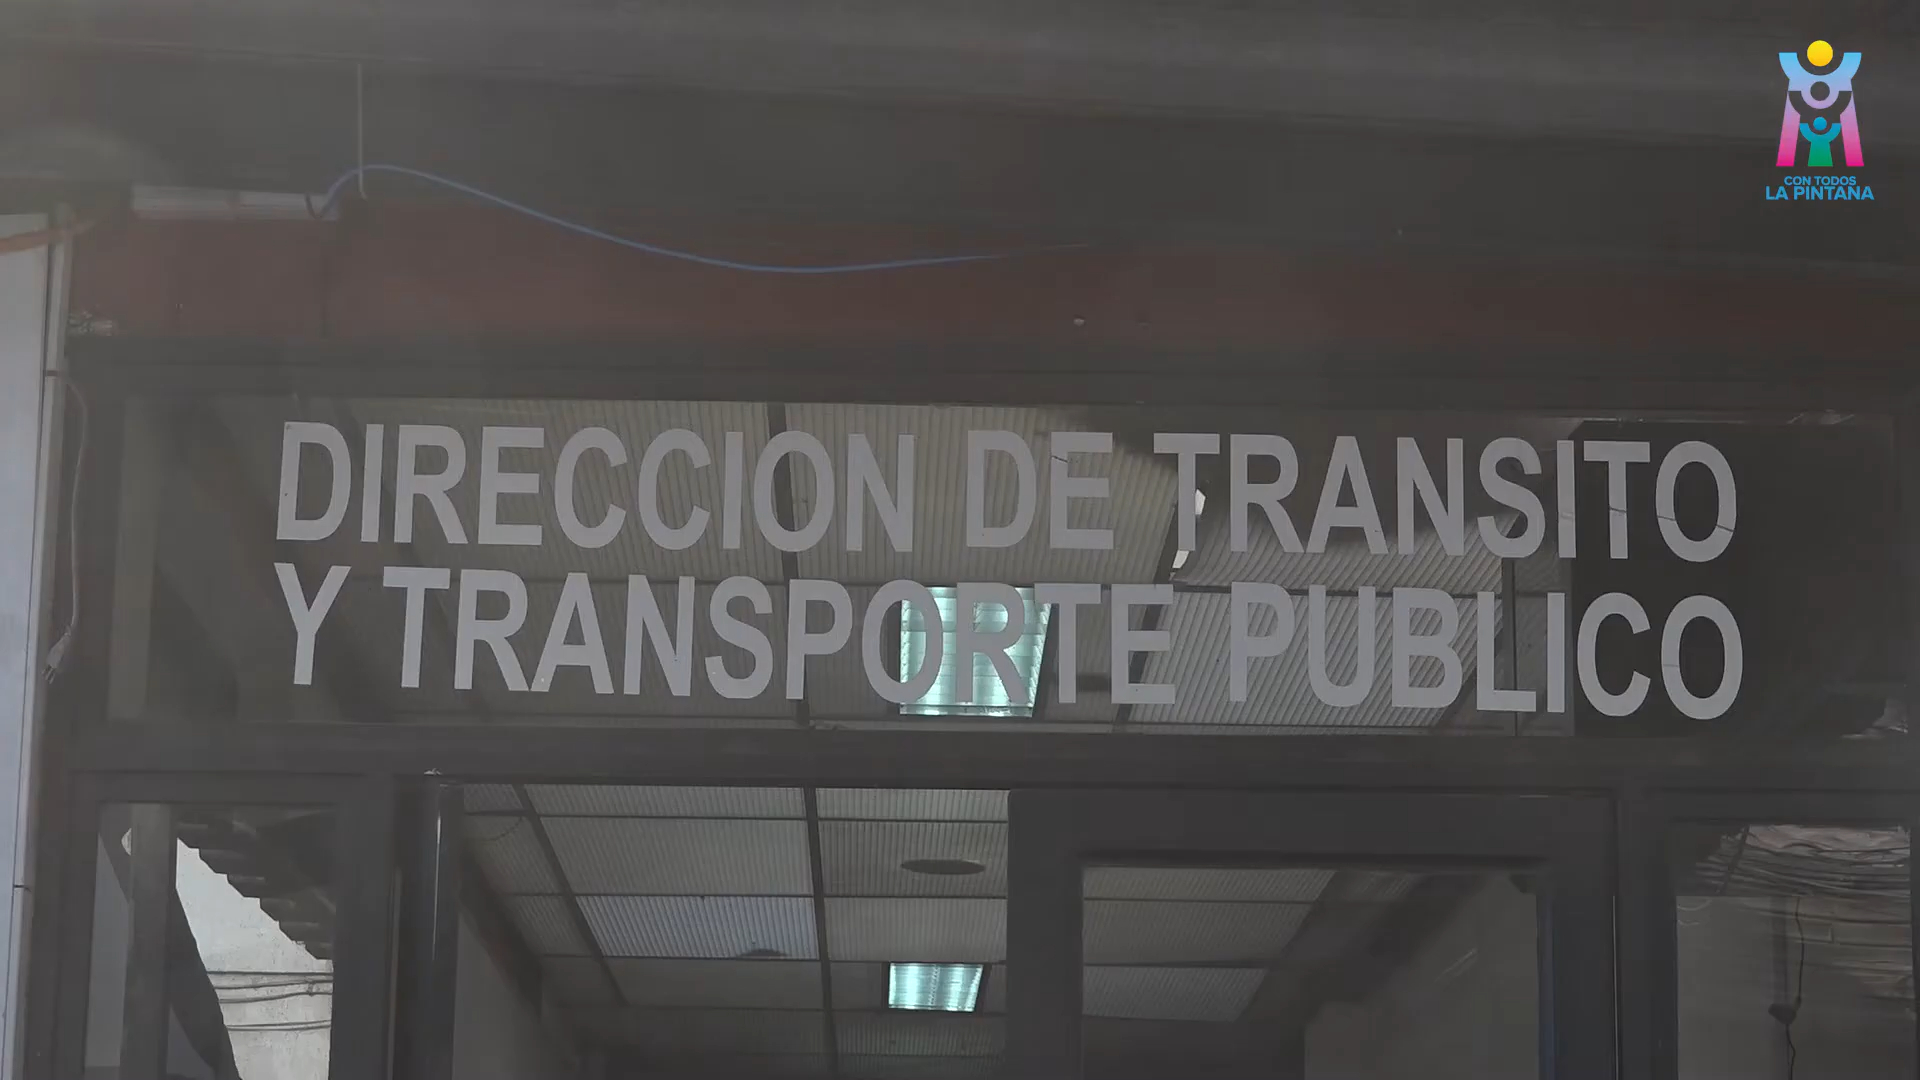 CON TODOS
LA PINTANA
DIRECCION DE TRANSITO
Y TRANSPORTE PUBLICO